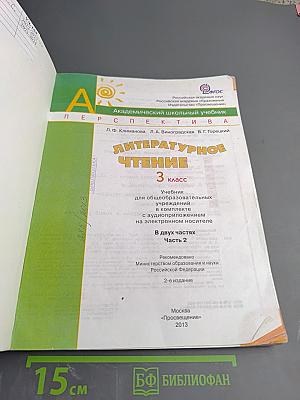 ФГОС
Российская академия наук
Российская академия образования
Издательство «Просвещение»
Академический школьный учебник
ПЕРСПЕКТИВА
Л. Ф. Климанова Л. А. Виноградская В. Г. Горецкий
ЛИТЕРАТУРНОЕ
ЧТЕНИЕ
3 класс
Учебник
для общеобразовательных
учреждений
в комплекте
с аудиоприложением
на электронном носителе
В двух частях
Часть 2
Рекомендовано
Министерством образования и науки
Российской Федерации
2-е издание
Москва
«Просвещение»
2013
15 см
БФ БИБЛИОФАН